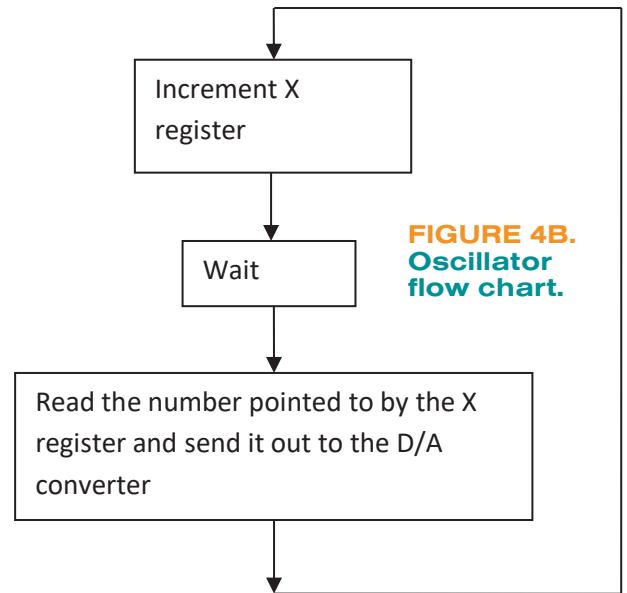 Increment X
register
Wait
FIGURE 4B.
Oscillator
flow chart.
Read the number pointed to by the X
register and send it out to the D/A
converter